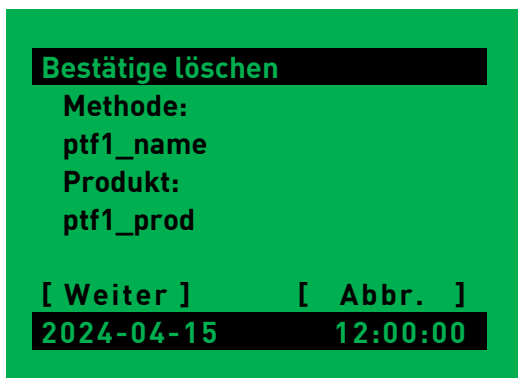 Bestätige löschen
Methode:
ptf1_name
Produkt:
ptf1_prod
[ Weiter ] [ Abbr. ]
2024-04-15 12:00:00